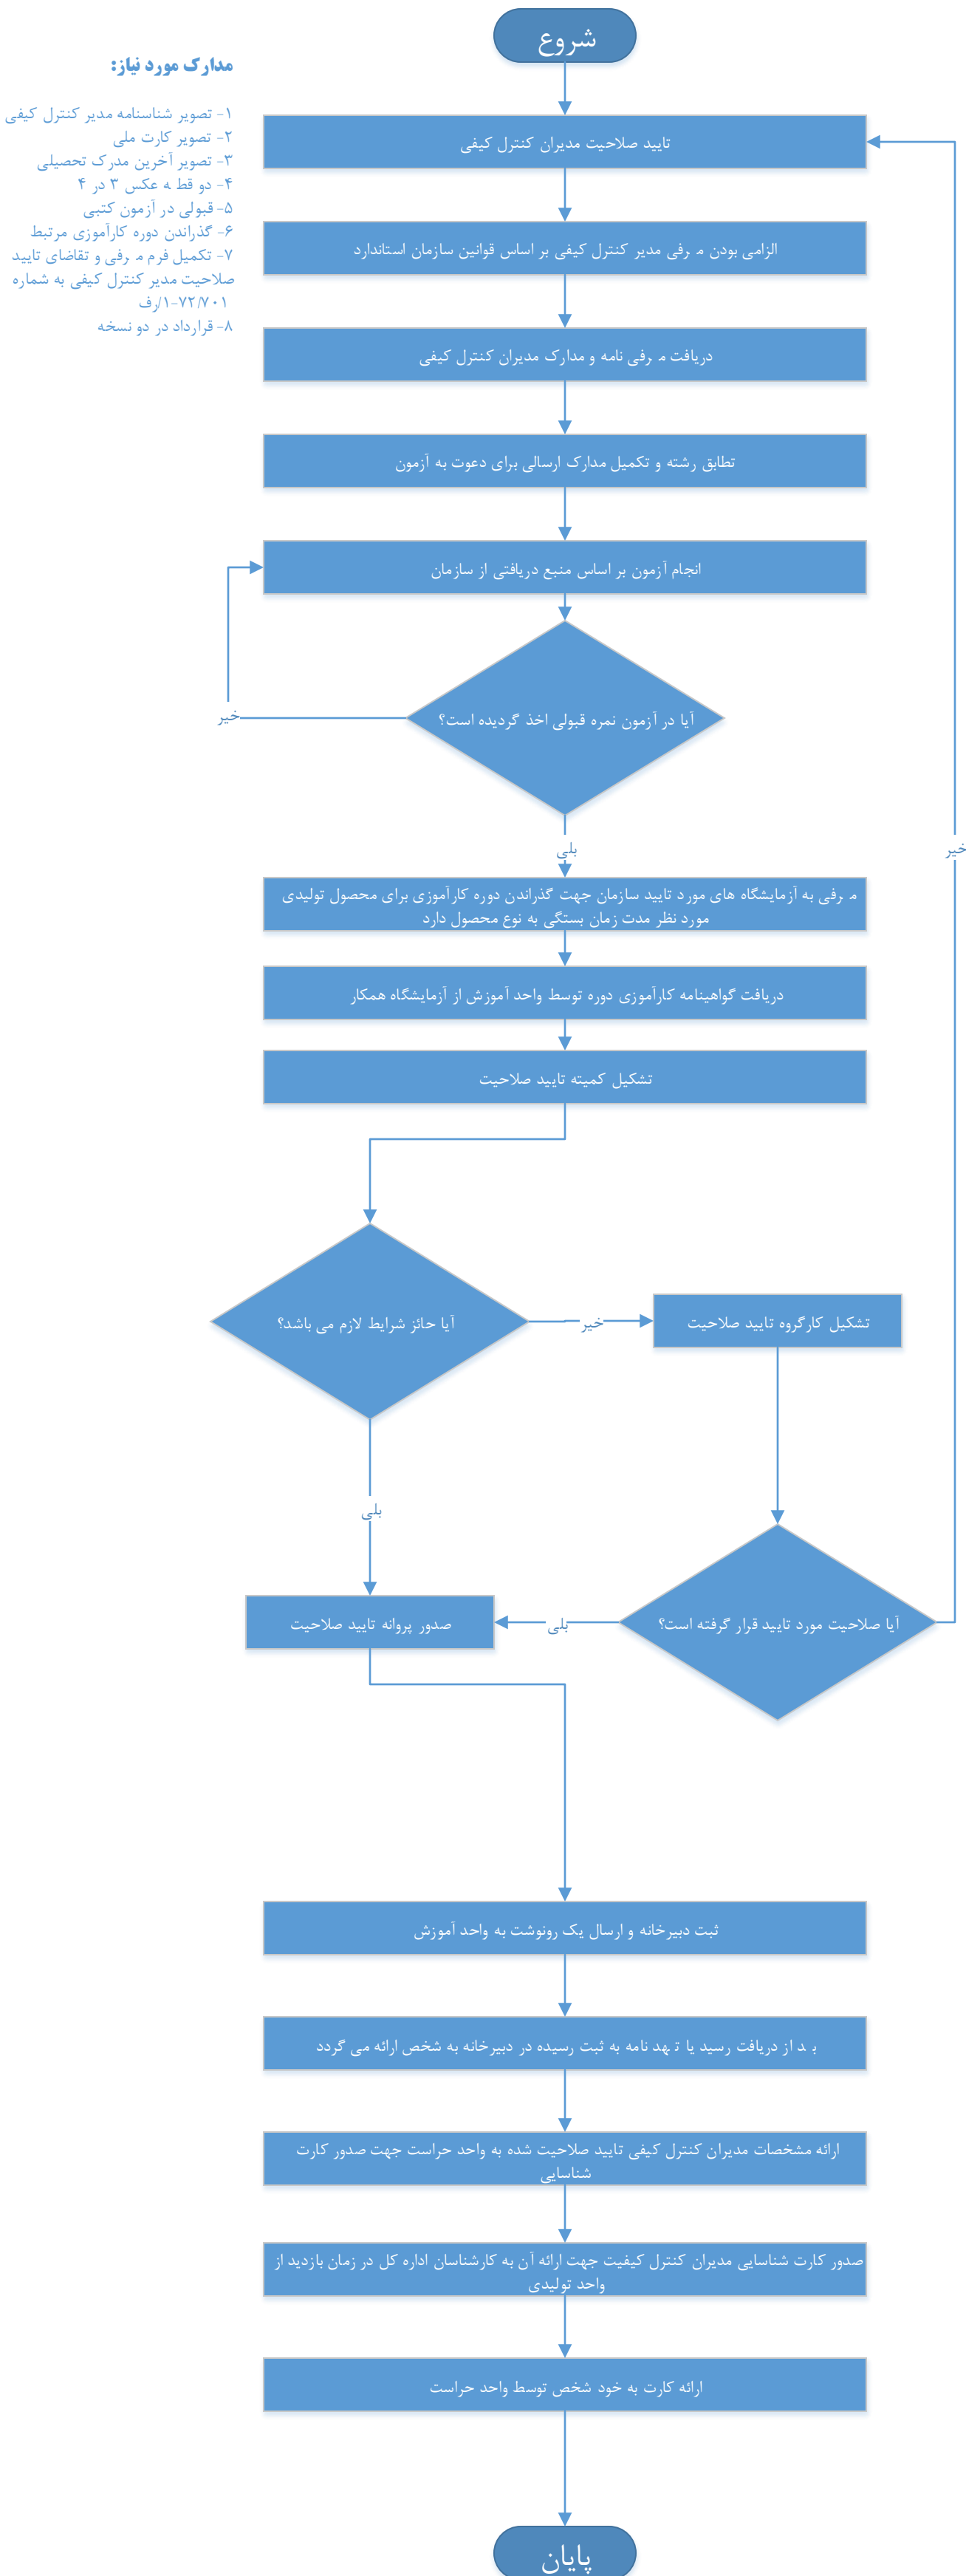 شروع
مدارک مورد نیاز:
۱- تصویر شناسنامه مدیر کنترل کیفی
۲- تصویر کارت ملی
۳- تصویر آخرین مدرک تحصیلی
۴- دو قط ه عکس ۳ در ۴
۵- قبولی در آزمون کتبی
۶- گذراندن دوره کارآموزی مرتبط
۷- تکمیل فرم م رفی و تقاضای تایید
صلاحیت مدیر کنترل کیفی به شماره
۱-۷۲/۷۰۱/رف
۸- قرارداد در دو نسخه
تایید صلاحیت مدیران کنترل کیفی
الزامی بودن م رفی مدیر کنترل کیفی بر اساس قوانین سازمان استاندارد
دریافت م رفی نامه و مدارک مدیران کنترل کیفی
تطابق رشته و تکمیل مدارک ارسالی برای دعوت به آزمون
انجام آزمون بر اساس منبع دریافتی از سازمان
آیا در آزمون نمره قبولی اخذ گردیده است؟
خیر
بلی
خیر
م رفی به آزمایشگاه های مورد تایید سازمان جهت گذراندن دوره کارآموزی برای محصول تولیدی
مورد نظر مدت زمان بستگی به نوع محصول دارد
دریافت گواهینامه کارآموزی دوره توسط واحد آموزش از آزمایشگاه همکار
تشکیل کمیته تایید صلاحیت
آیا حائز شرایط لازم می باشد؟
خیر
تشکیل کارگروه تایید صلاحیت
بلی
آیا صلاحیت مورد تایید قرار گرفته است؟
بلی
صدور پروانه تایید صلاحیت
ثبت دبیرخانه و ارسال یک رونوشت به واحد آموزش
ب د از دریافت رسید یا ت هد نامه به ثبت رسیده در دبیرخانه به شخص ارائه می گردد
ارائه مشخصات مدیران کنترل کیفی تایید صلاحیت شده به واحد حراست جهت صدور کارت
شناسایی
صدور کارت شناسایی مدیران کنترل کیفیت جهت ارائه آن به کارشناسان اداره کل در زمان بازدید از
واحد تولیدی
ارائه کارت به خود شخص توسط واحد حراست
پایان